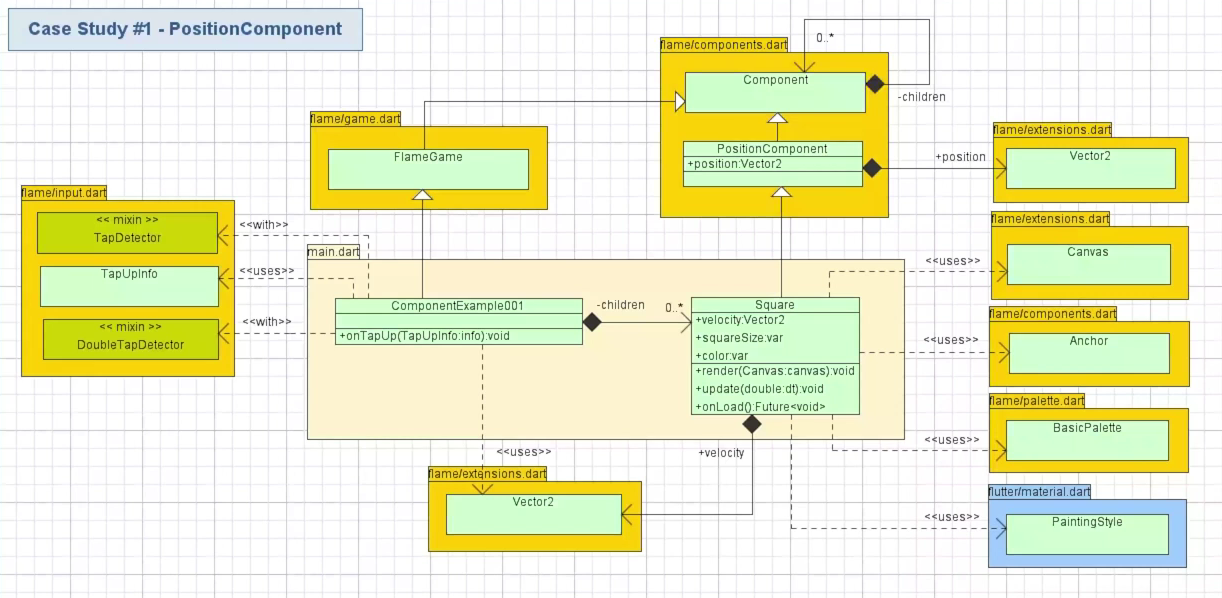 Case Study #1 - PositionComponent
0..*
flame/components.dart
Component
-children
flame/game.dart
FlameGame
PositionComponent
+position:Vector2
+position
flame/extensions.dart
Vector2
flame/input.dart
<< mixin >>
TapDetector
<<with>>
TapUpInfo
<<uses>>
<< mixin >>
DoubleTapDetector
<<with>>
main.dart
ComponentExample001
+onTapUp(TapUpInfo:info):void
-children
0..*
Square
+velocity:Vector2
+squareSize:var
+color:var
+render(Canvas:canvas):void
+update(double:dt):void
+onLoad():Future<void>
flame/extensions.dart
Canvas
<<uses>>
flame/components.dart
Anchor
<<uses>>
flame/palette.dart
BasicPalette
<<uses>>
<<uses>>
+velocity
flame/extensions.dart
Vector2
flutter/material.dart
PaintingStyle
<<uses>>